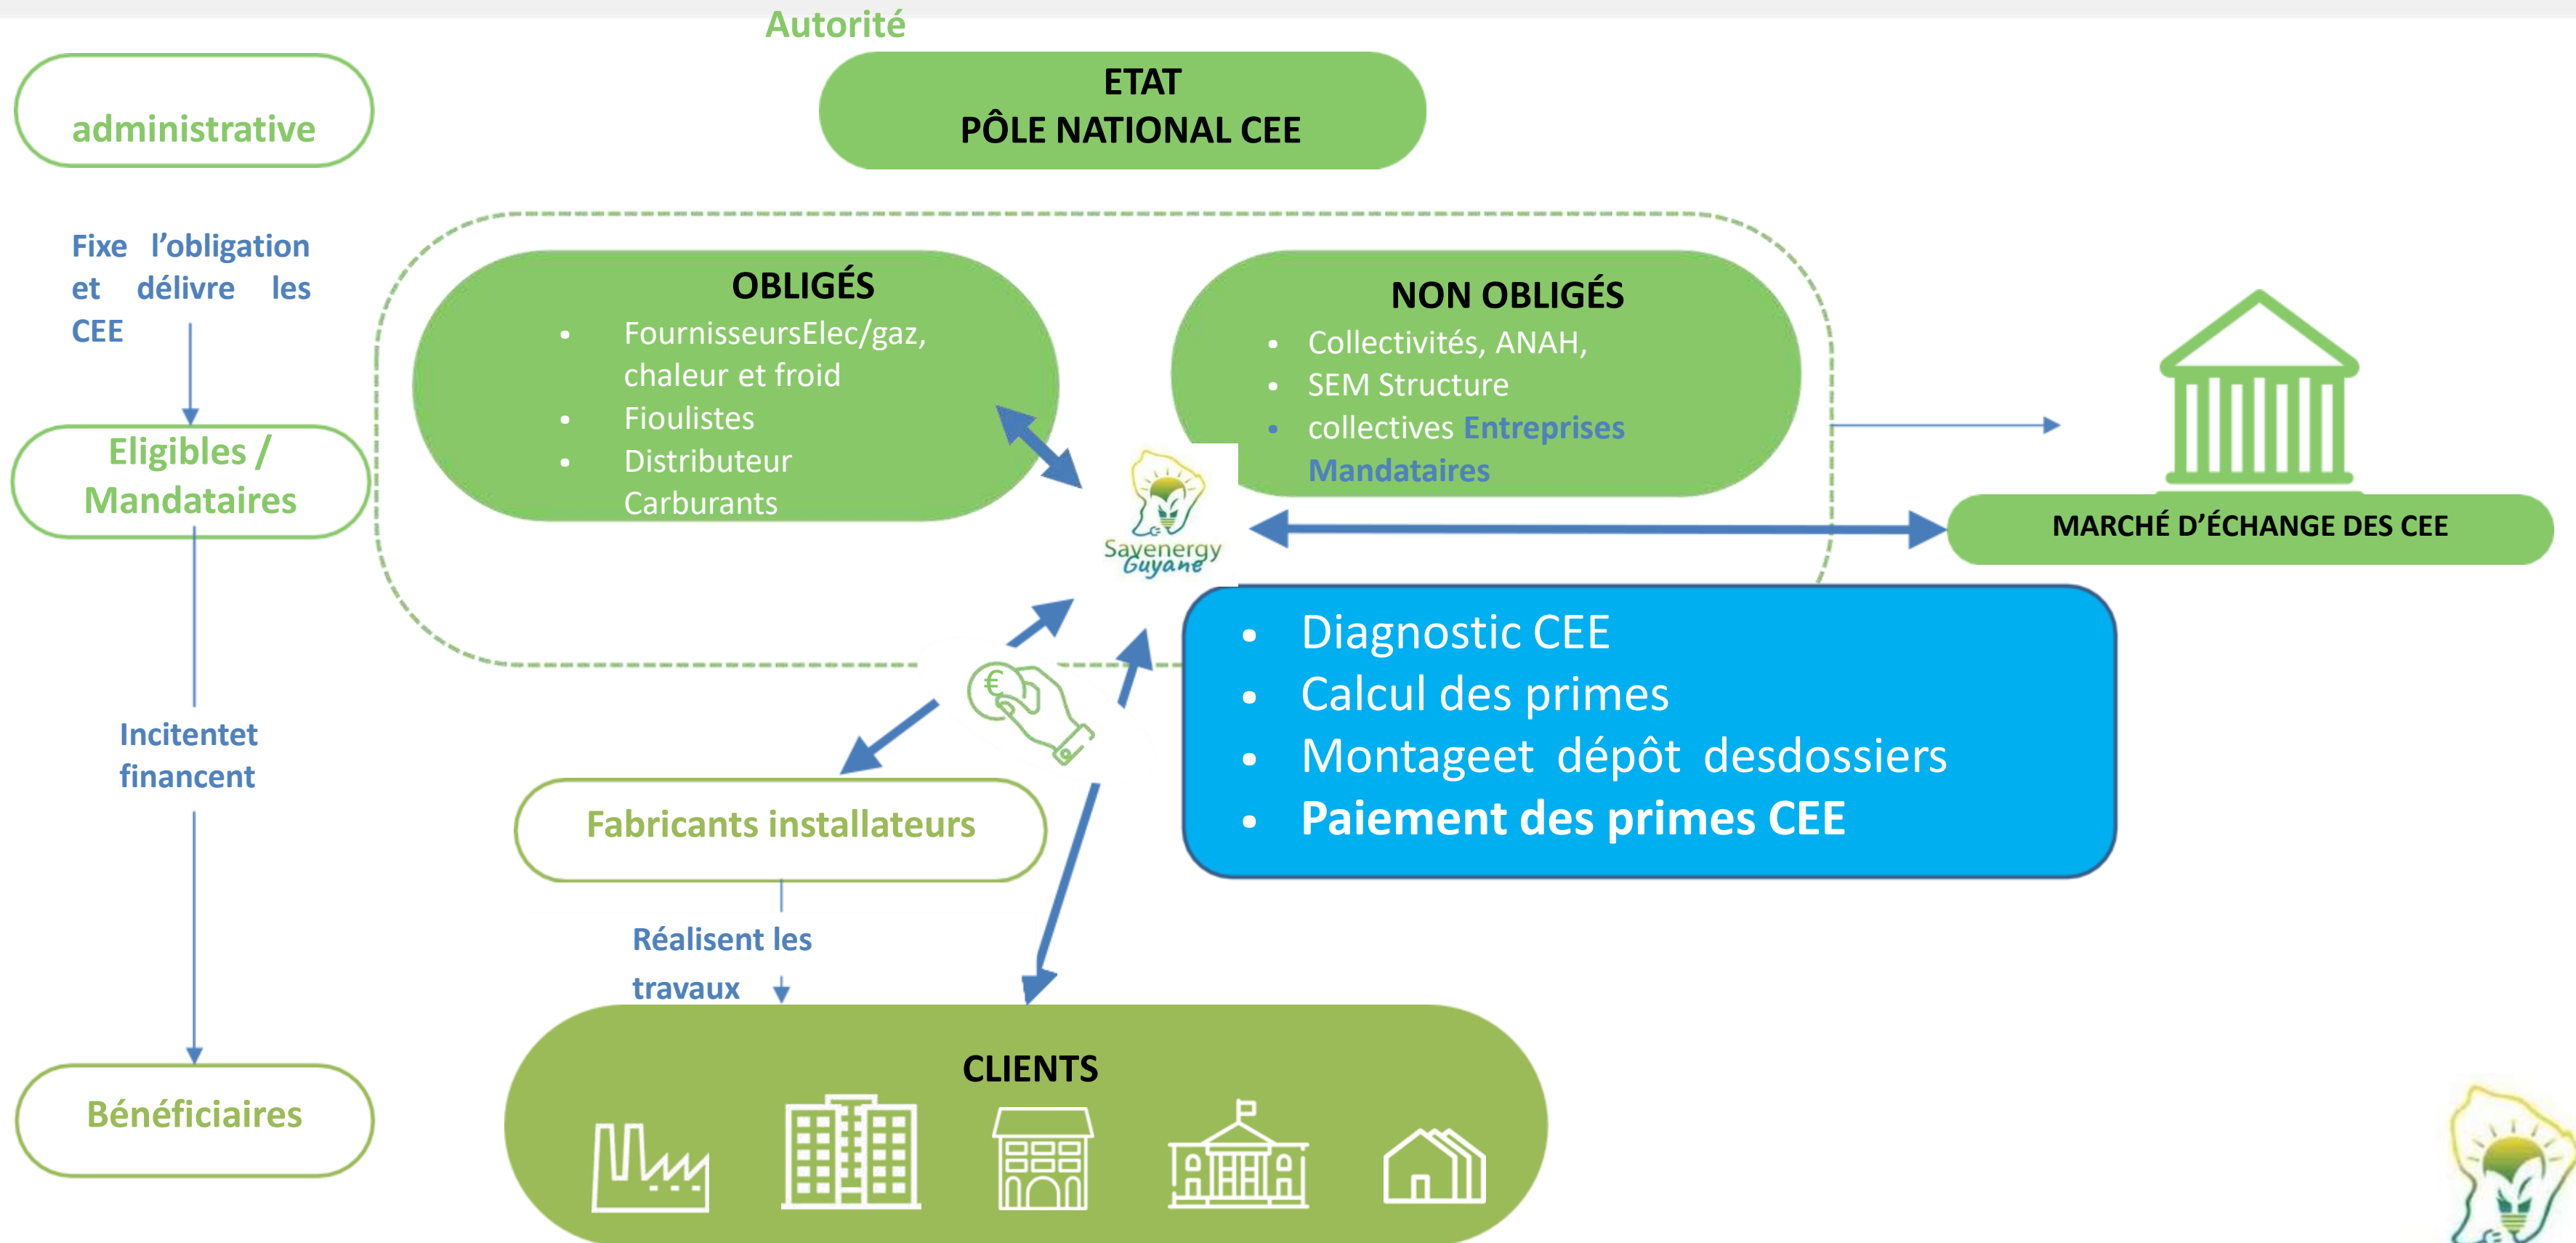 Autorité
administrative
ETAT
PÔLE NATIONAL CEE
Fixe l’obligation
et délivre les
CEE
Eligibles /
Mandataires
Incitentet
financent
Bénéficiaires
OBLIGÉS
• FournisseursElec/gaz,
chaleur et froid
• Fioulistes
• Distributeur
Carburants
NON OBLIGÉS
• Collectivités, ANAH,
• SEM Structure
• collectives Entreprises
Mandataires
Savenergy
Guyane
MARCHÉ D’ÉCHANGE DES CEE
• Diagnostic CEE
• Calcul des primes
• Montageet dépôt desdossiers
• Paiement des primes CEE
€
Fabricants installateurs
Réalisent les
travaux
CLIENTS